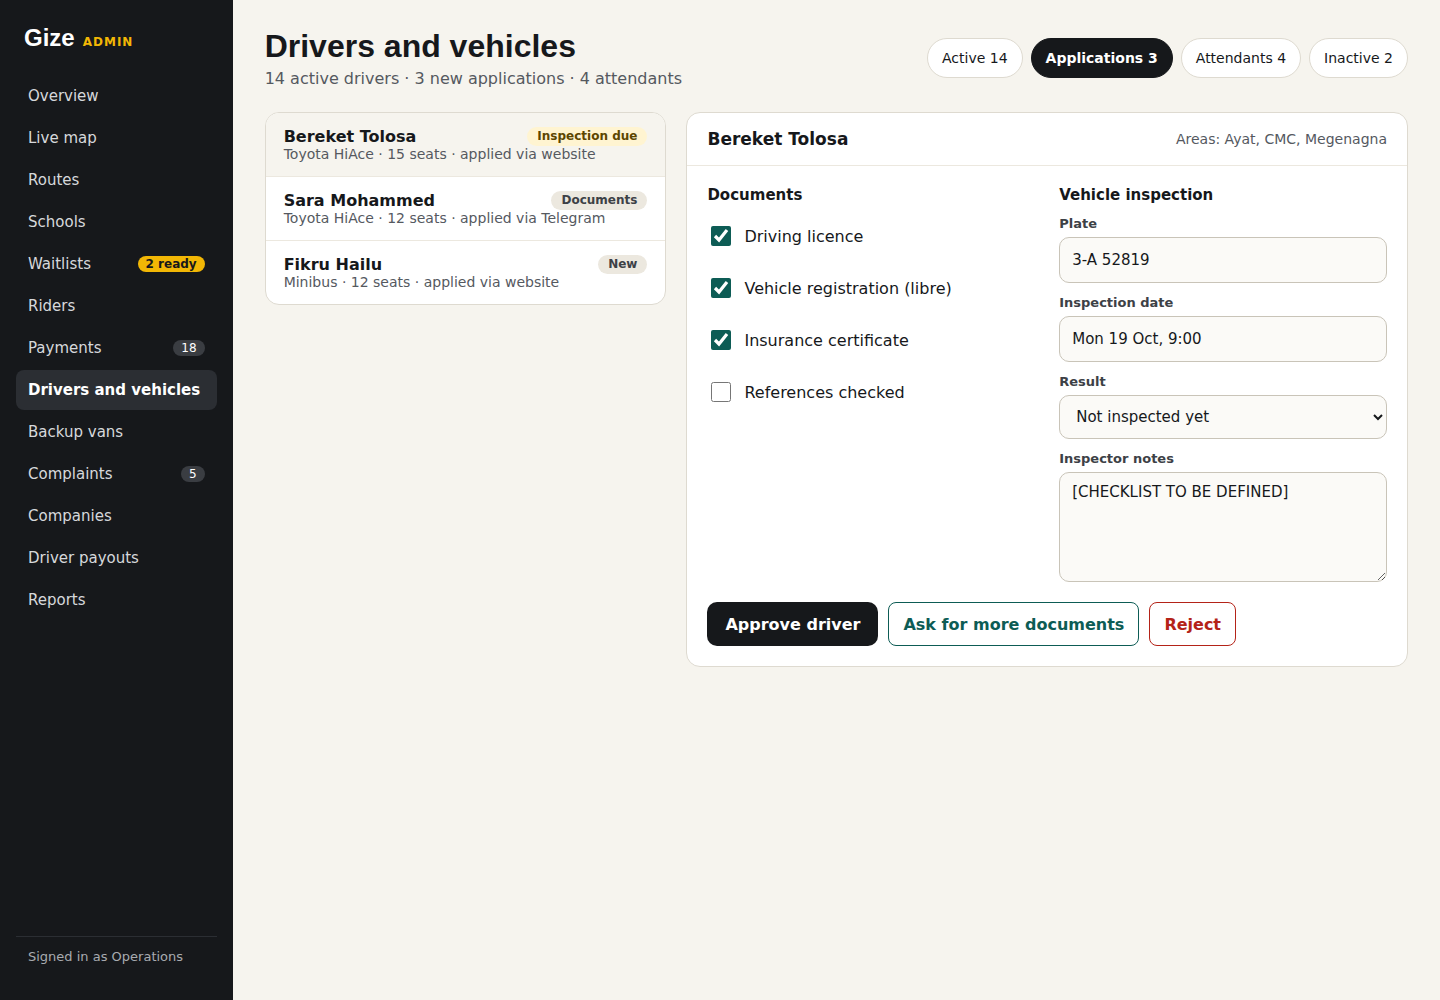 Gize ADMIN
Overview
Live map
Routes
Schools
Waitlists 2 ready
Riders
Payments 18
Drivers and vehicles
Backup vans
Complaints 5
Companies
Driver payouts
Reports
Signed in as Operations
Drivers and vehicles
14 active drivers · 3 new applications · 4 attendants
Active 14
Applications 3
Attendants 4
Inactive 2
Bereket Tolosa Inspection due
Toyota HiAce · 15 seats · applied via website
Sara Mohammed Documents
Toyota HiAce · 12 seats · applied via Telegram
Fikru Hailu New
Minibus · 12 seats · applied via website
Bereket Tolosa Areas: Ayat, CMC, Megenagna
Documents
Driving licence
Vehicle registration (libre)
Insurance certificate
References checked
Vehicle inspection
Plate
3-A 52819
Inspection date
Mon 19 Oct, 9:00
Result
Not inspected yet
Inspector notes
[CHECKLIST TO BE DEFINED]
Approve driver
Ask for more documents
Reject